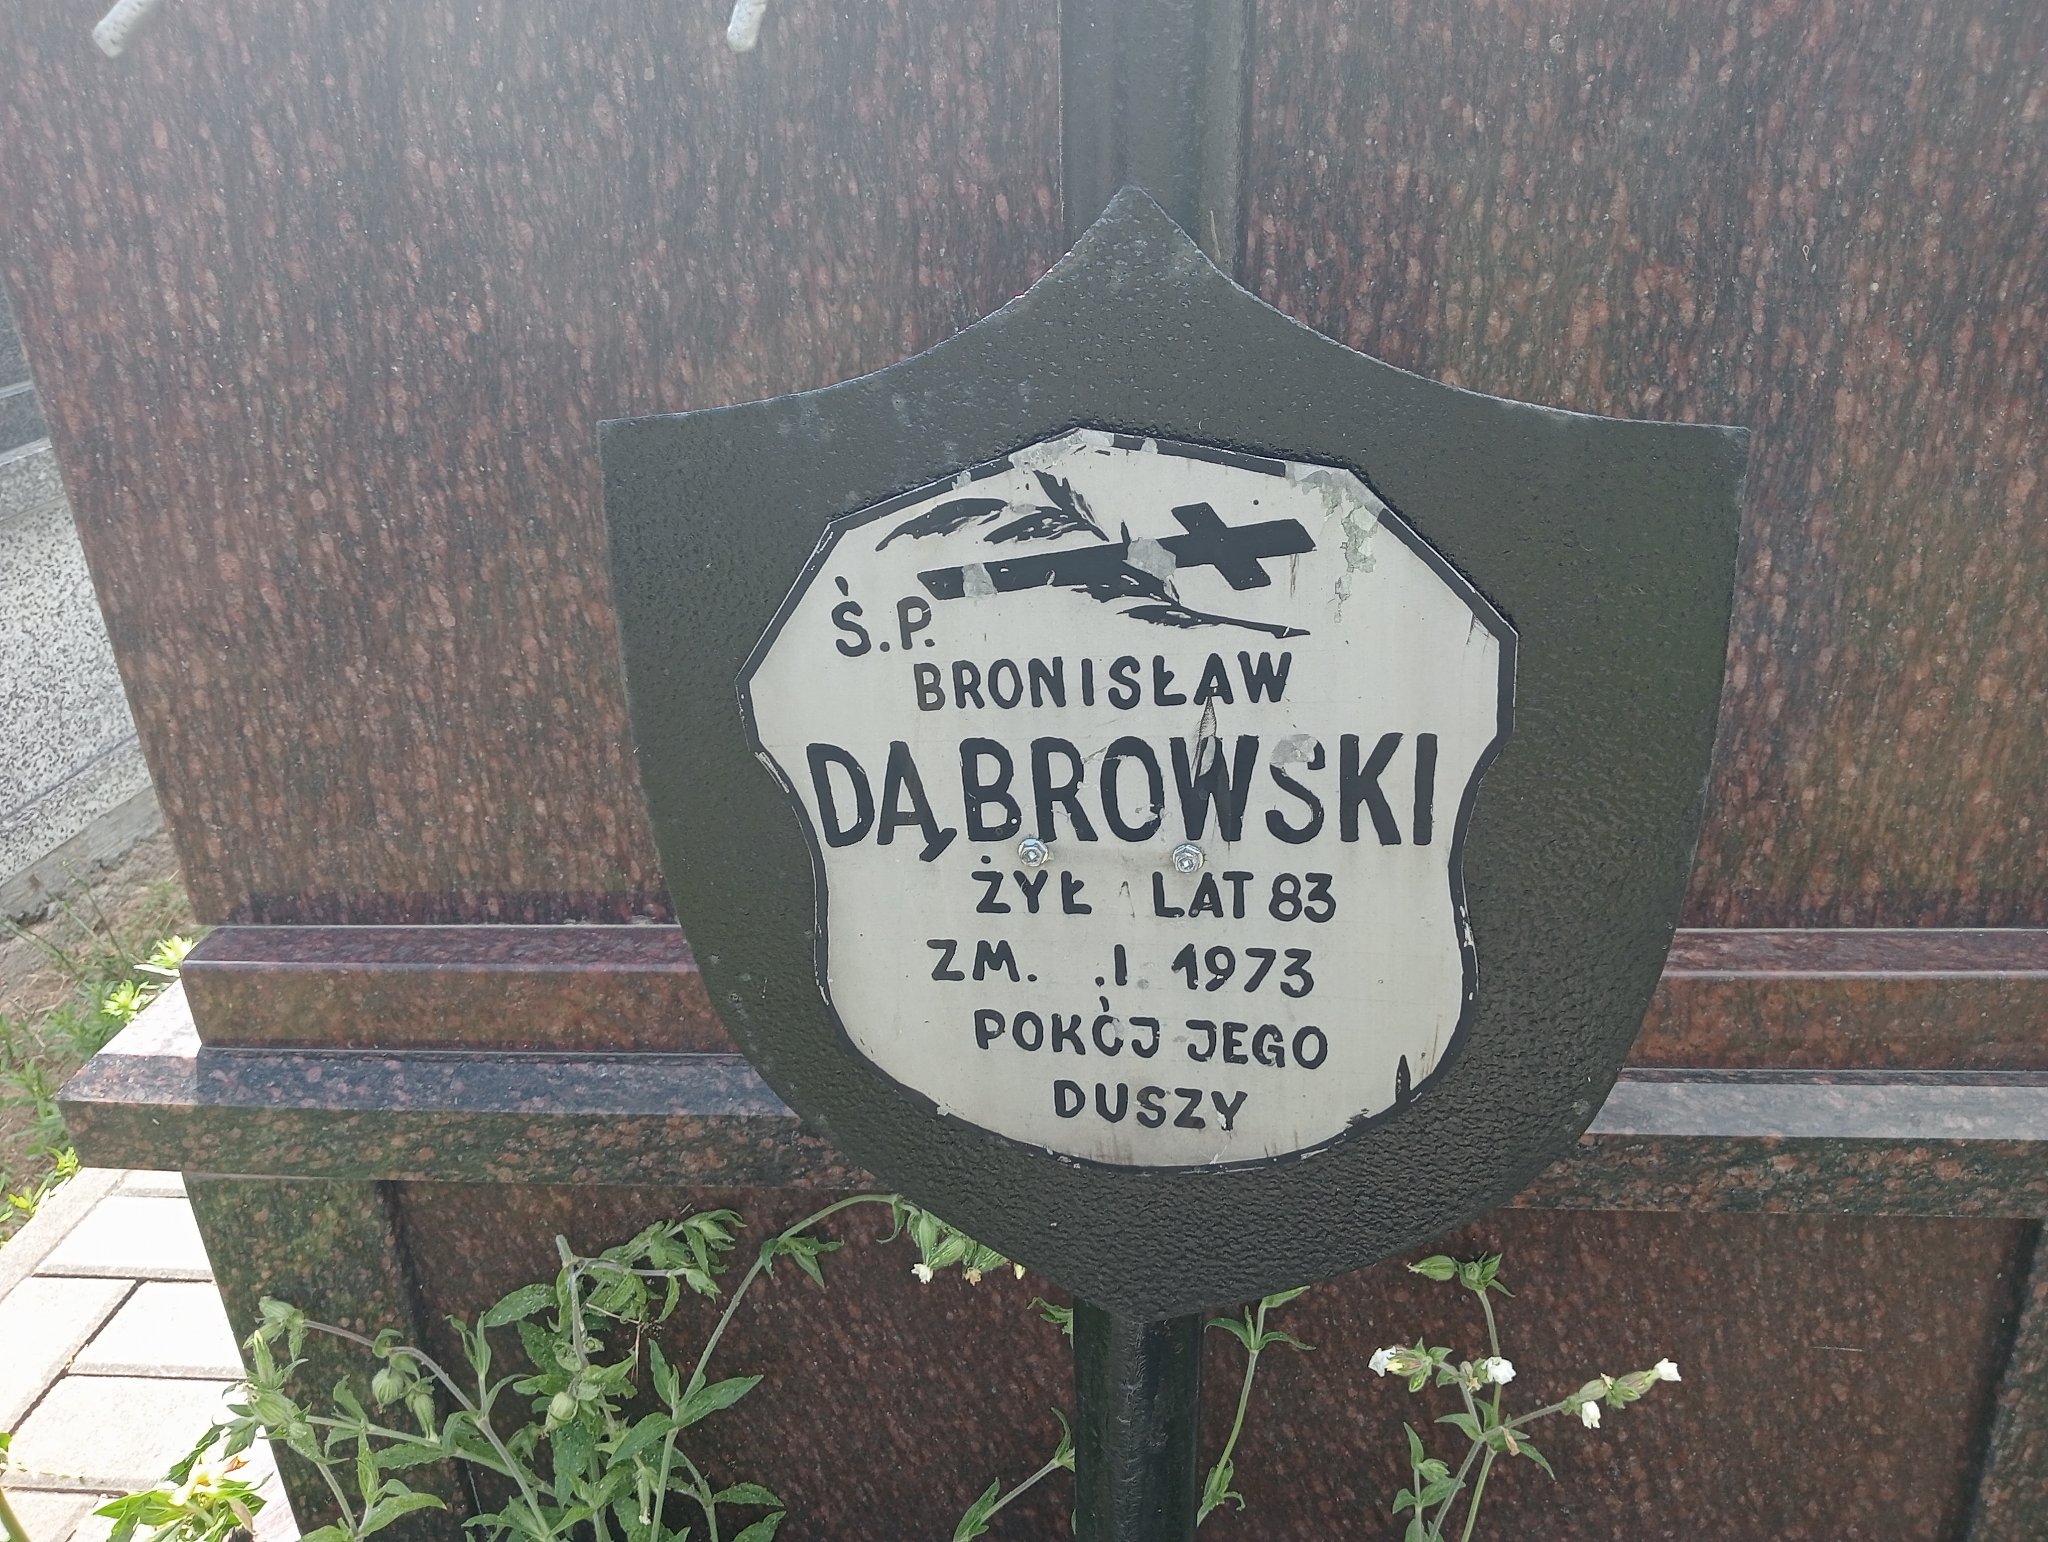 Ś.P.
BRONISŁAW
DĄBROWSKI
ŻYŁ LAT 83
ZM. .I. 1973
POKÓJ JEGO
DUSZY